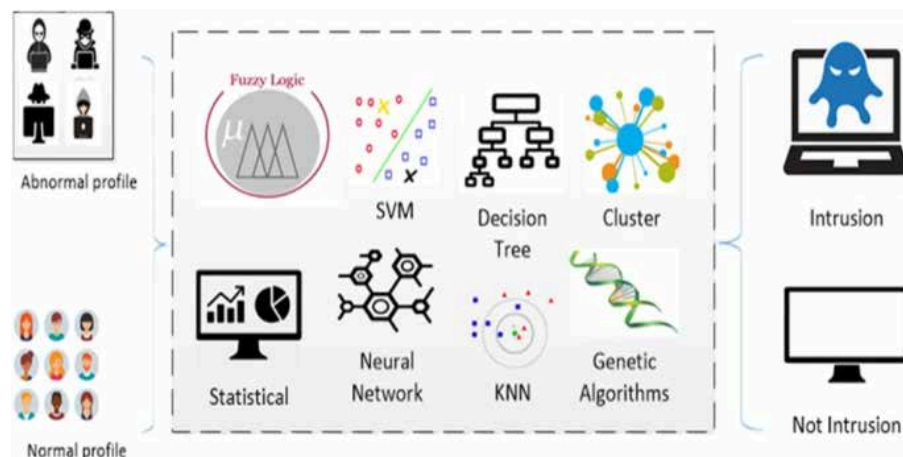 Abnormal profile
Normal profile
Fuzzy Logic
μ
SVM
Decision
Tree
Cluster
Statistical
Neural
Network
KNN
Genetic
Algorithms
Intrusion
Not Intrusion